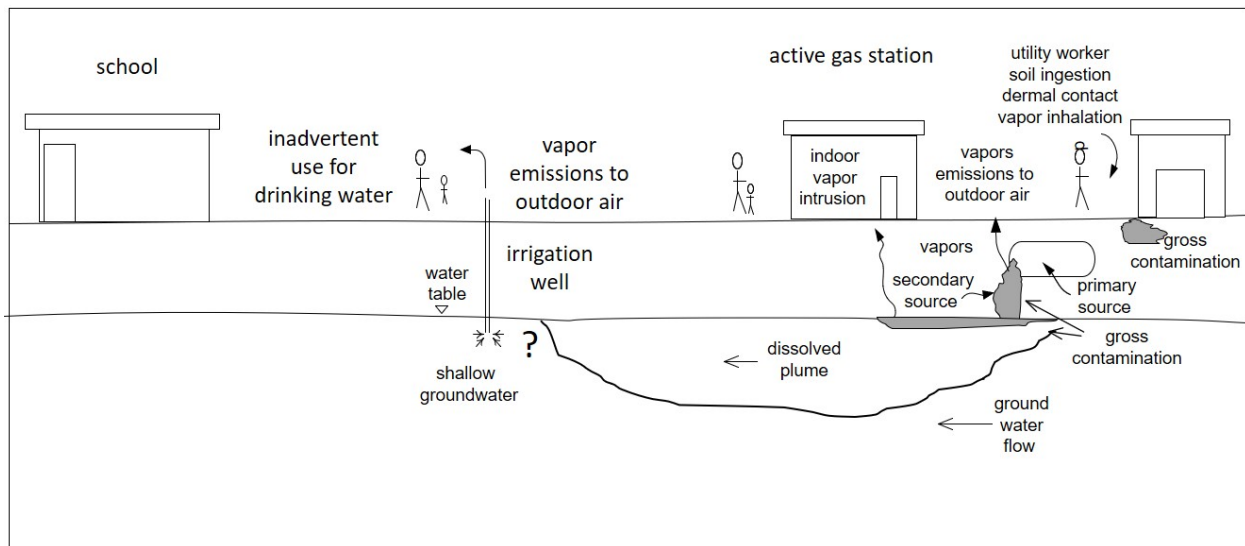 school
inadvertent
use for
drinking water
vapor
emissions to
outdoor air
active gas station
indoor
vapor
intrusion
vapors
emissions to
outdoor air
utility worker
soil ingestion
dermal contact
vapor inhalation
irrigation
well
water
table
shallow
groundwater
?
vapors
secondary
source
primary
source
gross
contamination
gross
contamination
dissolved
plume
ground
water
flow